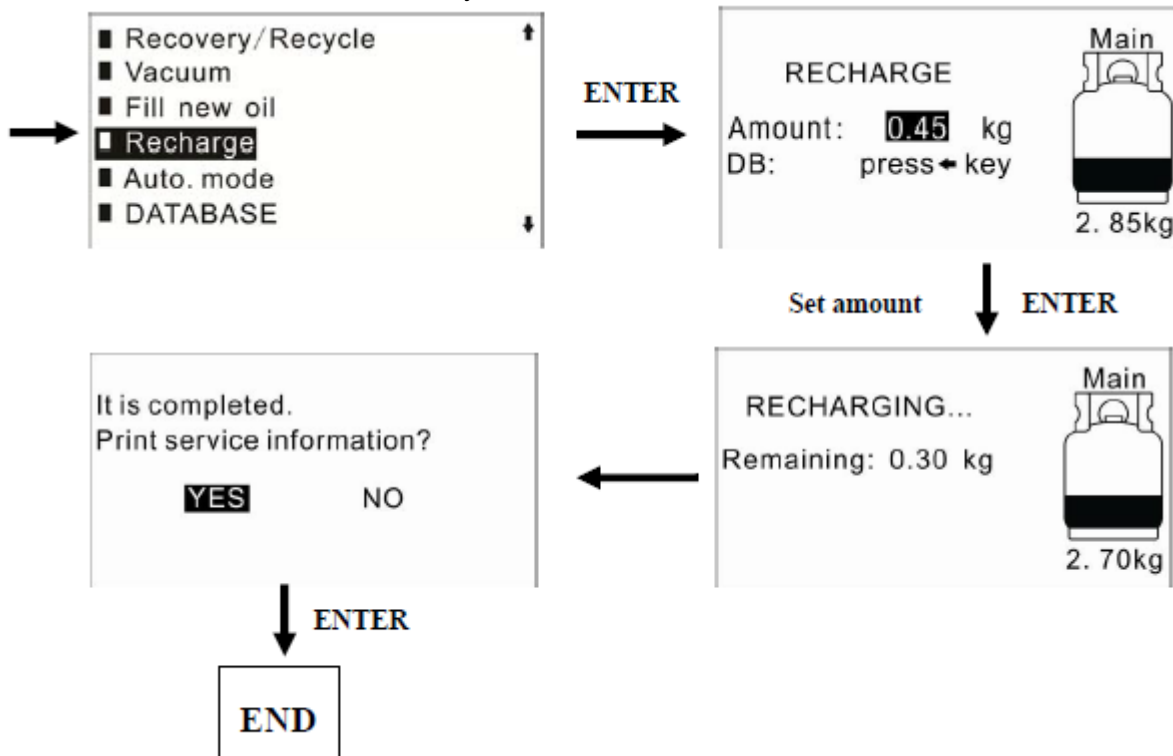 Recovery/Recycle
Vacuum
Fill new oil
Recharge
Auto. mode
DATABASE
ENTER
RECHARGE
Amount: 0.45 kg
DB: press ← key
Main
2. 85kg
Set amount ENTER
RECHARGING...
Remaining: 0.30 kg
Main
2. 70kg
It is completed.
Print service information?
YES NO
ENTER
END